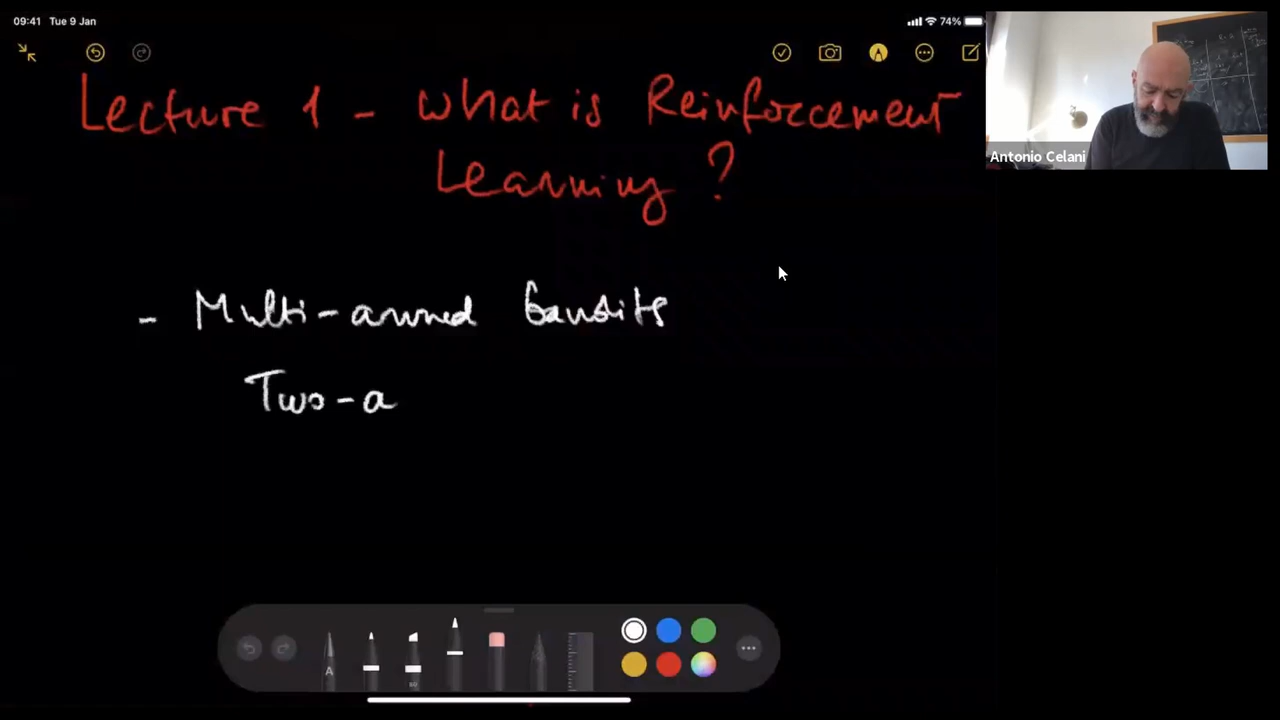 09:41 Tue 9 Jan
74%
Lecture 1 - What is Reinforcement
Learning ?
Antonio Celani
- Multi-armed bandits
Two-a
A